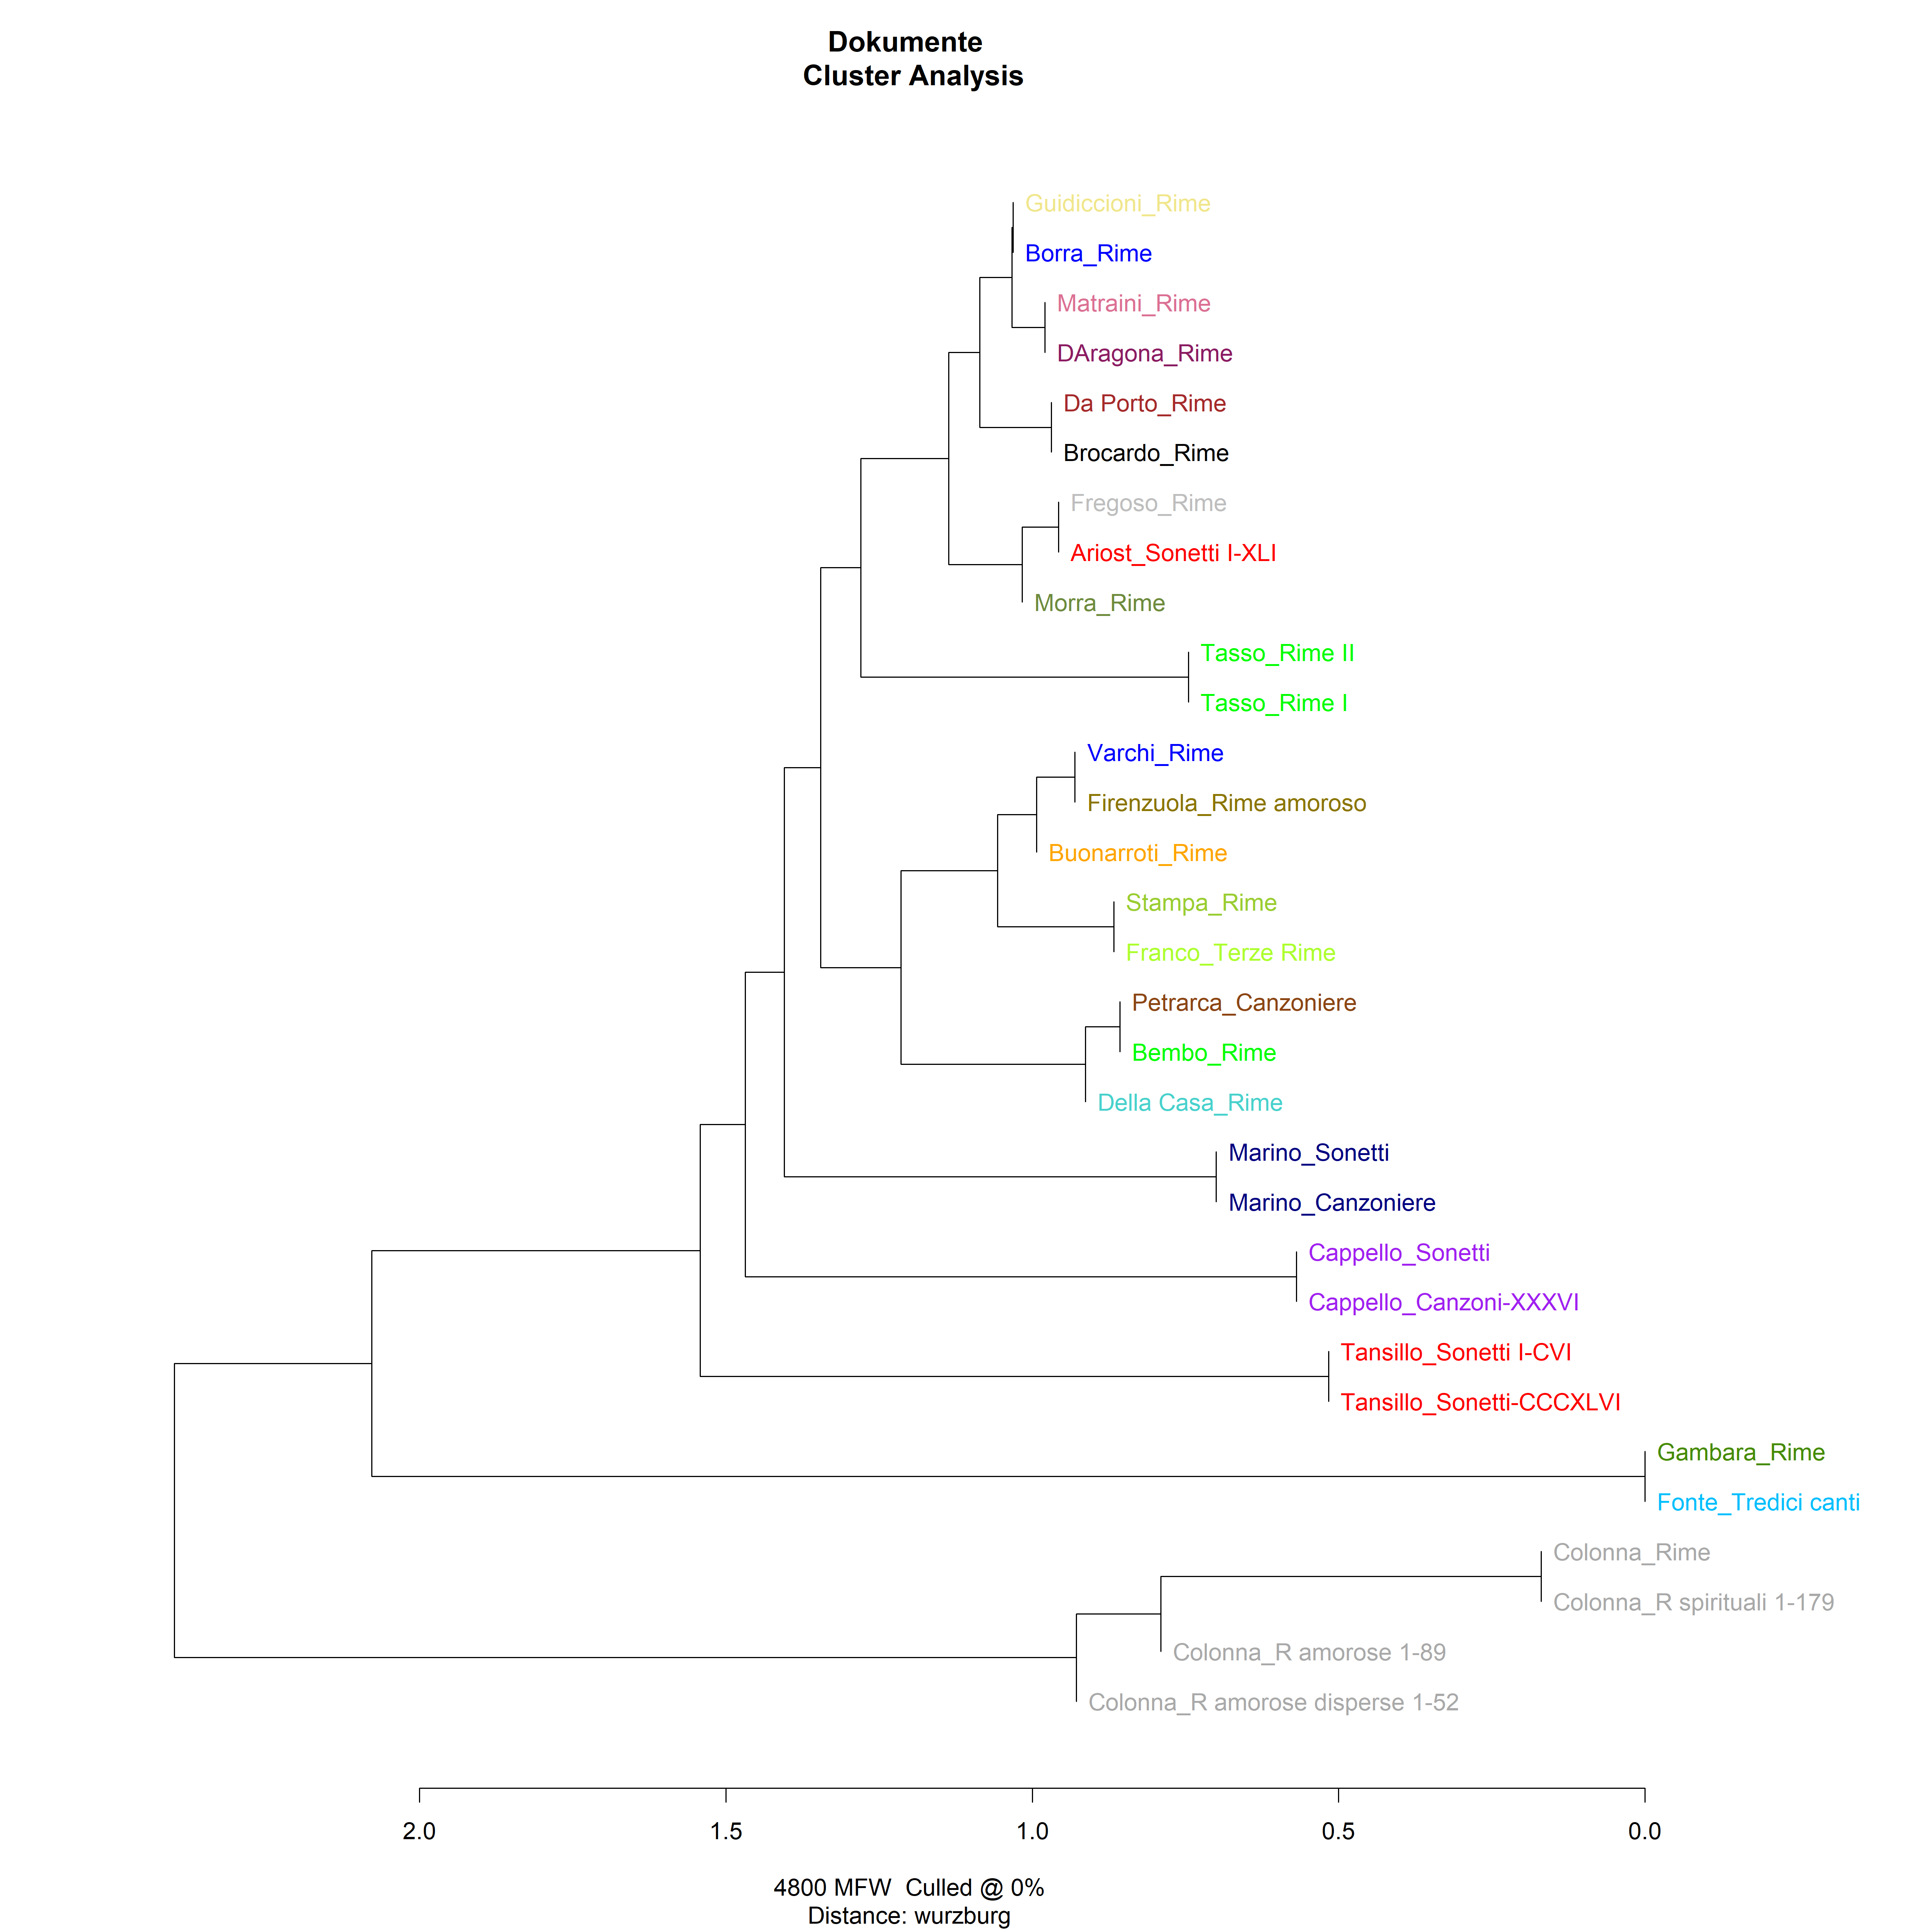 Dokumente
Cluster Analysis
Guidiccioni_Rime
Borra_Rime
Matraini_Rime
DAragona_Rime
Da Porto_Rime
Brocardo_Rime
Fregoso_Rime
Ariost_Sonetti I-XLI
Morra_Rime
Tasso_Rime II
Tasso_Rime I
Varchi_Rime
Firenzuola_Rime amoroso
Buonarroti_Rime
Stampa_Rime
Franco_Terze Rime
Petrarca_Canzoniere
Bembo_Rime
Della Casa_Rime
Marino_Sonetti
Marino_Canzoniere
Cappello_Sonetti
Cappello_Canzoni-XXXVI
Tansillo_Sonetti I-CVI
Tansillo_Sonetti-CCCXLVI
Gambara_Rime
Fonte_Tredici canti
Colonna_Rime
Colonna_R spirituali 1-179
Colonna_R amorose 1-89
Colonna_R amorose disperse 1-52
2.0 1.5 1.0 0.5 0.0
4800 MFW  Culled @ 0%
Distance: wurzburg